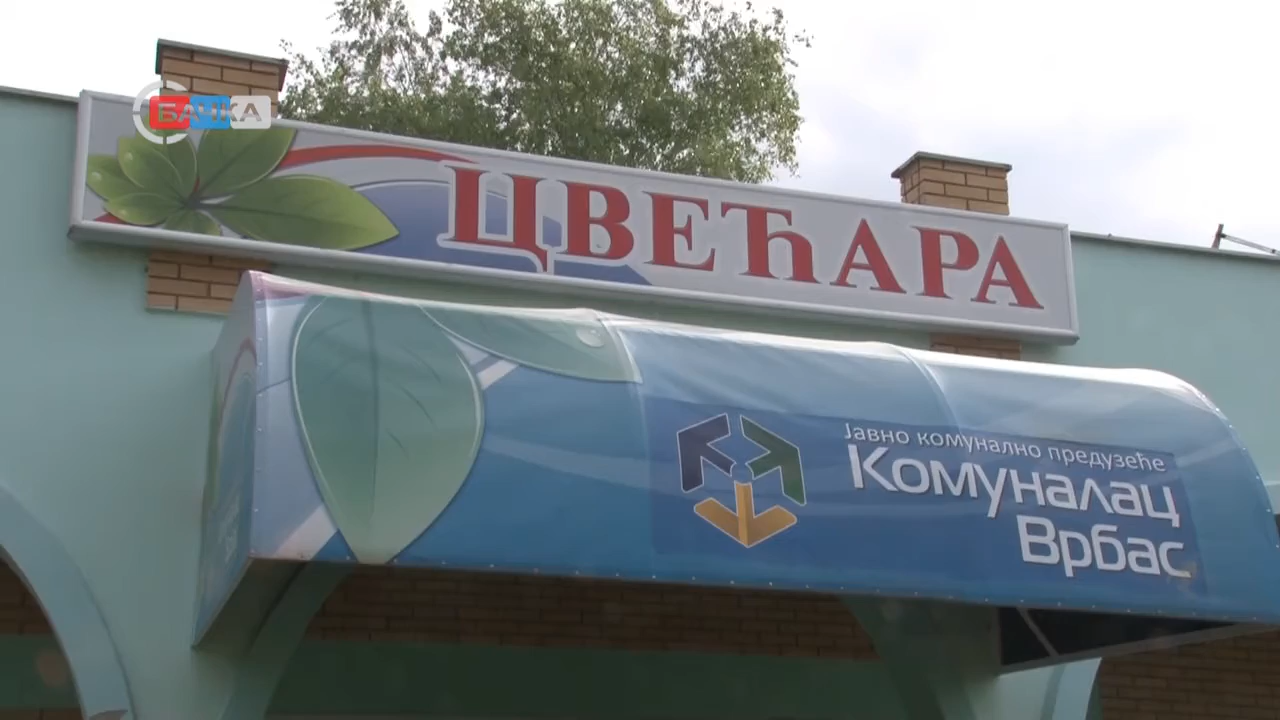 БАЧКА
ЦВЕЋАРА
Јавно комунално предузеће
Комуналац
Врбас